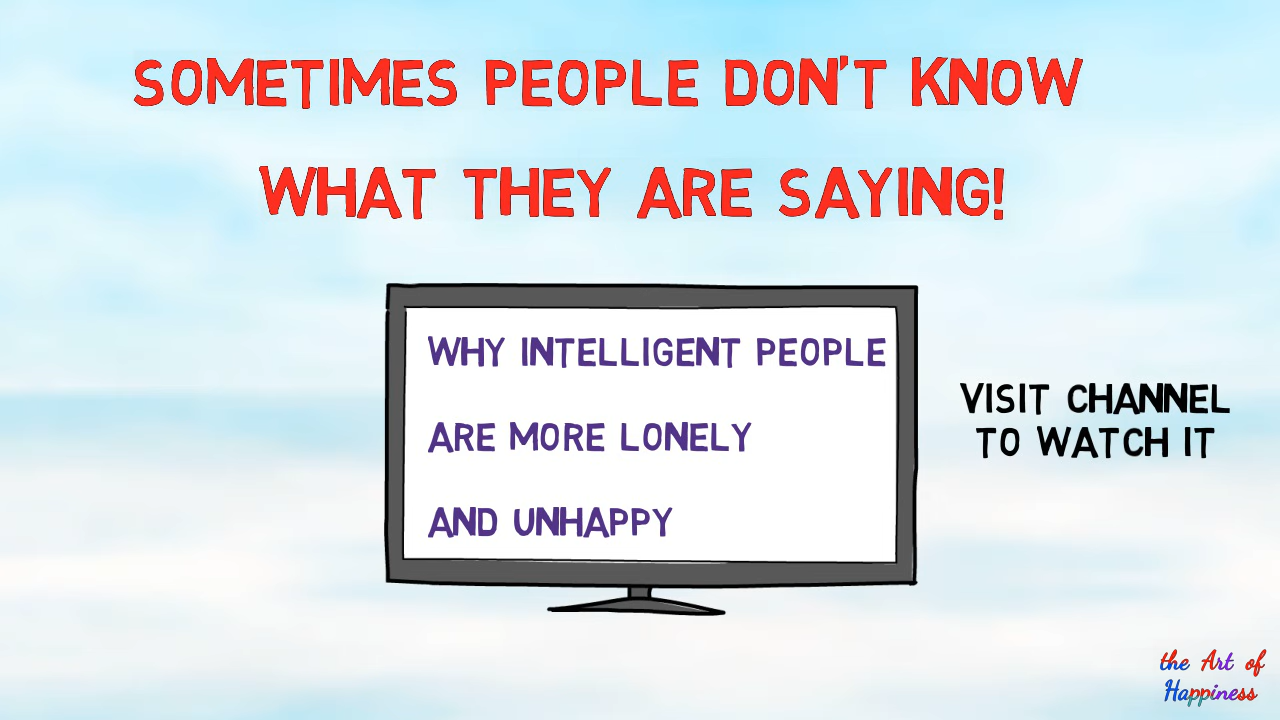 SOMETIMES PEOPLE DON'T KNOW
WHAT THEY ARE SAYING!
WHY INTELLIGENT PEOPLE
ARE MORE LONELY
AND UNHAPPY
VISIT CHANNEL
TO WATCH IT
the Art of
Happiness